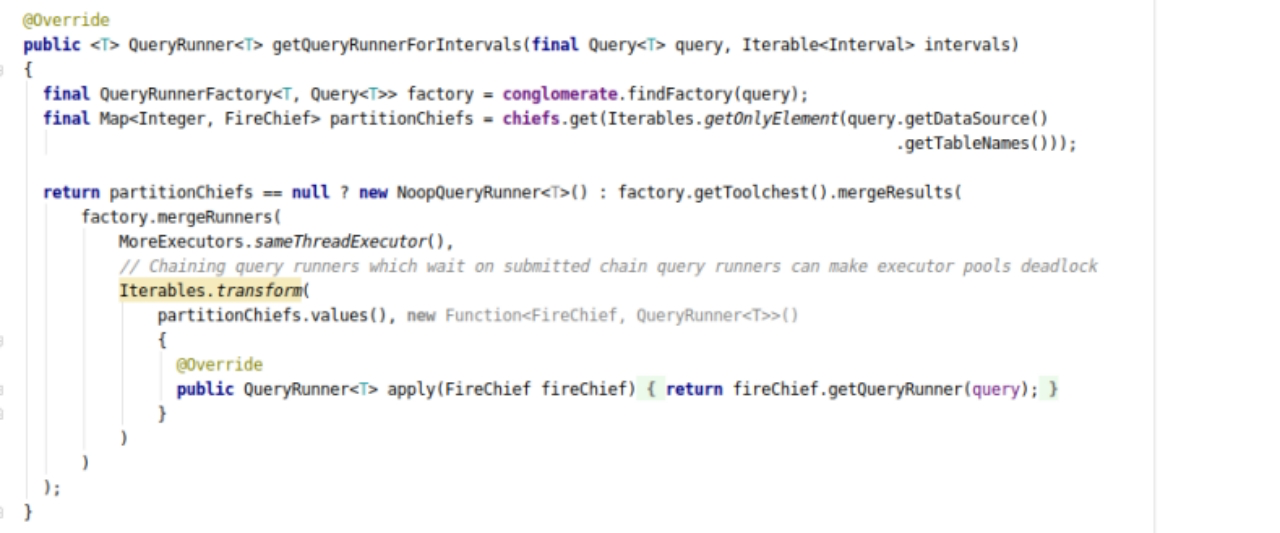 @Override
public <T> QueryRunner<T> getQueryRunnerForIntervals(final Query<T> query, Iterable<Interval> intervals)
{
  final QueryRunnerFactory<T, Query<T>> factory = conglomerate.findFactory(query);
  final Map<Integer, FireChief> partitionChiefs = chiefs.get(Iterables.getOnlyElement(query.getDataSource()
                                                                                           .getTableNames()));

  return partitionChiefs == null ? new NoopQueryRunner<T>() : factory.getToolchest().mergeResults(
      factory.mergeRunners(
          MoreExecutors.sameThreadExecutor(),
          // Chaining query runners which wait on submitted chain query runners can make executor pools deadlock
          Iterables.transform(
              partitionChiefs.values(), new Function<FireChief, QueryRunner<T>>()
              {
                @Override
                public QueryRunner<T> apply(FireChief fireChief) { return fireChief.getQueryRunner(query); }
              }
          )
      )
  );
}